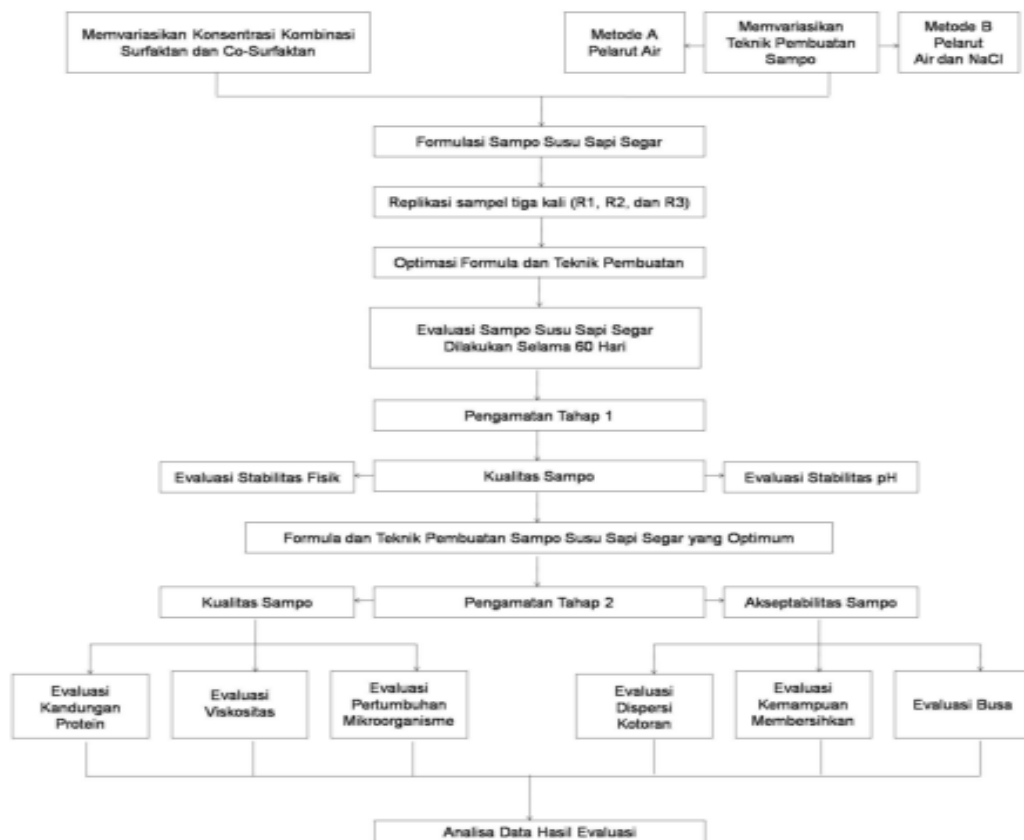 Memvariasikan Konsentrasi Kombinasi
Surfaktan dan Co-Surfaktan
Metode A
Pelarut Air
Memvariasikan
Teknik Pembuatan
Sampo
Metode B
Pelarut
Air dan NaCl
Formulasi Sampo Susu Sapi Segar
Replikasi sampel tiga kali (R1, R2, dan R3)
Optimasi Formula dan Teknik Pembuatan
Evaluasi Sampo Susu Sapi Segar
Dilakukan Selama 60 Hari
Pengamatan Tahap 1
Evaluasi Stabilitas Fisik
Kualitas Sampo
Evaluasi Stabilitas pH
Formula dan Teknik Pembuatan Sampo Susu Sapi Segar yang Optimum
Kualitas Sampo
Pengamatan Tahap 2
Akseptabilitas Sampo
Evaluasi
Kandungan
Protein
Evaluasi
Viskositas
Evaluasi
Pertumbuhan
Mikroorganisme
Evaluasi
Dispersi
Kotoran
Evaluasi
Kemampuan
Membersihkan
Evaluasi Busa
Analisa Data Hasil Evaluasi